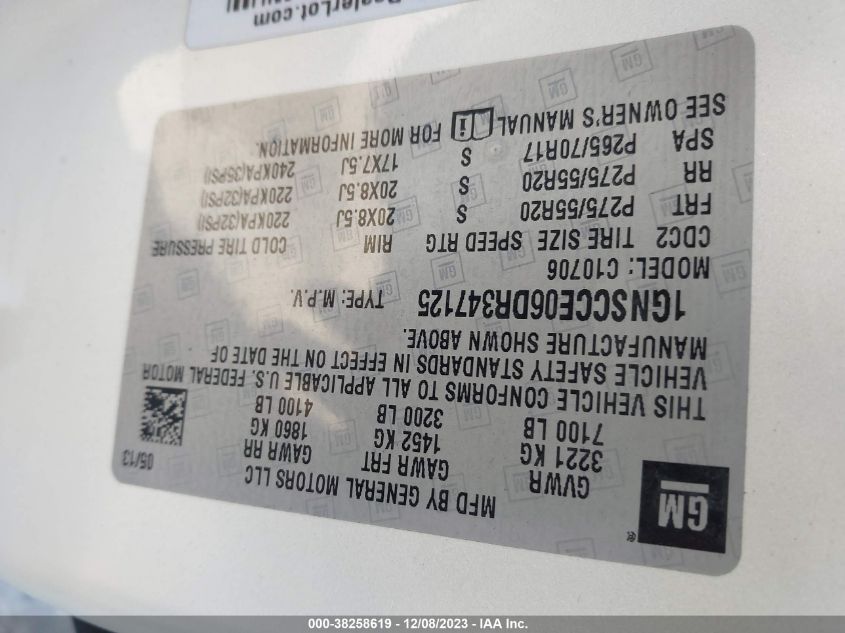 GM
®
MFD BY GENERAL MOTORS LLC
05/13
GVWR GAWR FRT GAWR RR
3221 KG 1452 KG 1860 KG
7100 LB 3200 LB 4100 LB
THIS VEHICLE CONFORMS TO ALL APPLICABLE U.S. FEDERAL MOTOR
VEHICLE SAFETY STANDARDS IN EFFECT ON THE DATE OF
MANUFACTURE SHOWN ABOVE.
1GNSCCE06DR347125 TYPE: M.P.V.
MODEL: C10706
CDC2 TIRE SIZE SPEED RTG RIM COLD TIRE PRESSURE
FRT P275/55R20 S 20X8.5J 220KPA(32PSI)
RR P275/55R20 S 20X8.5J 220KPA(32PSI)
SPA P265/70R17 S 17X7.5J 240KPA(35PSI)
SEE OWNER'S MANUAL FOR MORE INFORMATION.
DealerLot.com
000-38258619 - 12/08/2023 - IAA Inc.